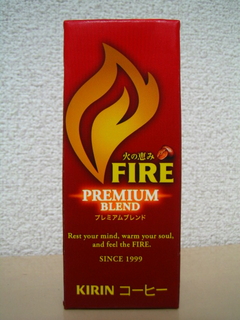 火の恵み
FIRE
PREMIUM
BLEND
プレミアムブレンド
Rest your mind, warm your soul,
and feel the FIRE.
SINCE 1999
KIRIN コーヒー